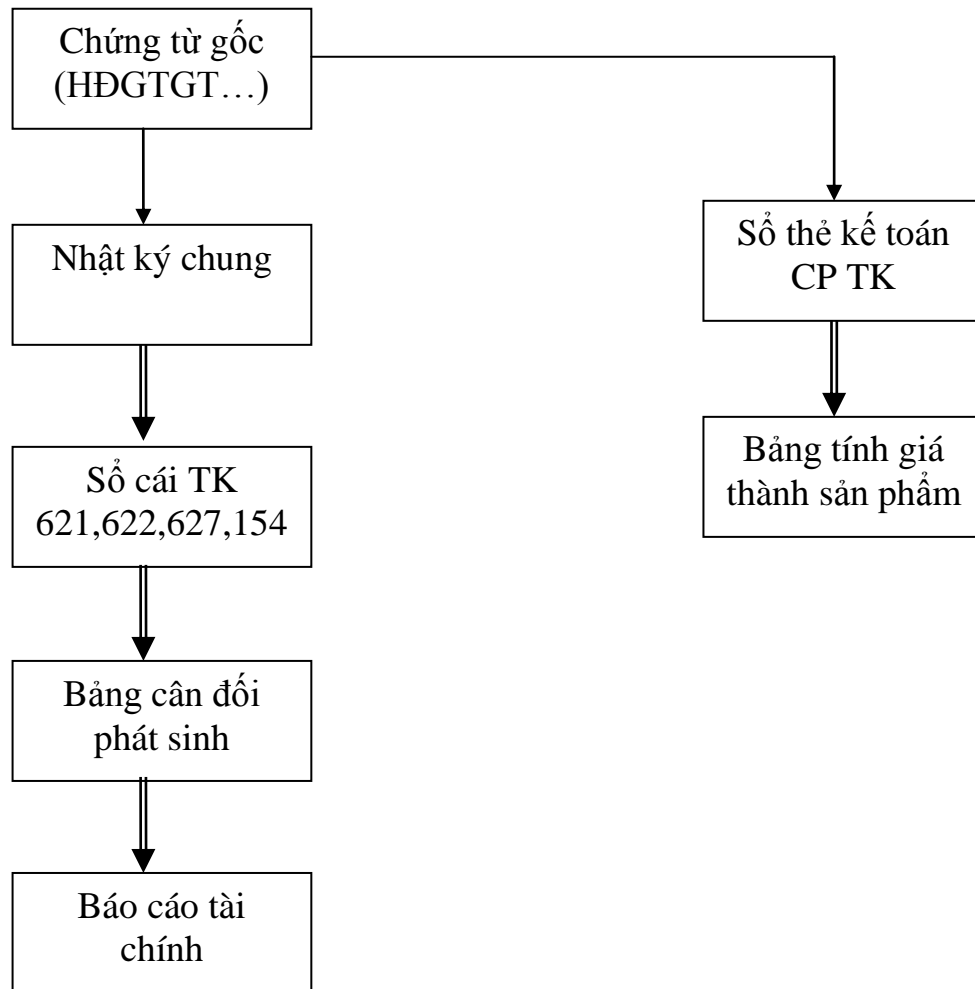 Chứng từ gốc
(HĐGTGT…)
Nhật ký chung
Sổ thẻ kế toán
CP TK
Sổ cái TK
621,622,627,154
Bảng tính giá
thành sản phẩm
Bảng cân đối
phát sinh
Báo cáo tài
chính